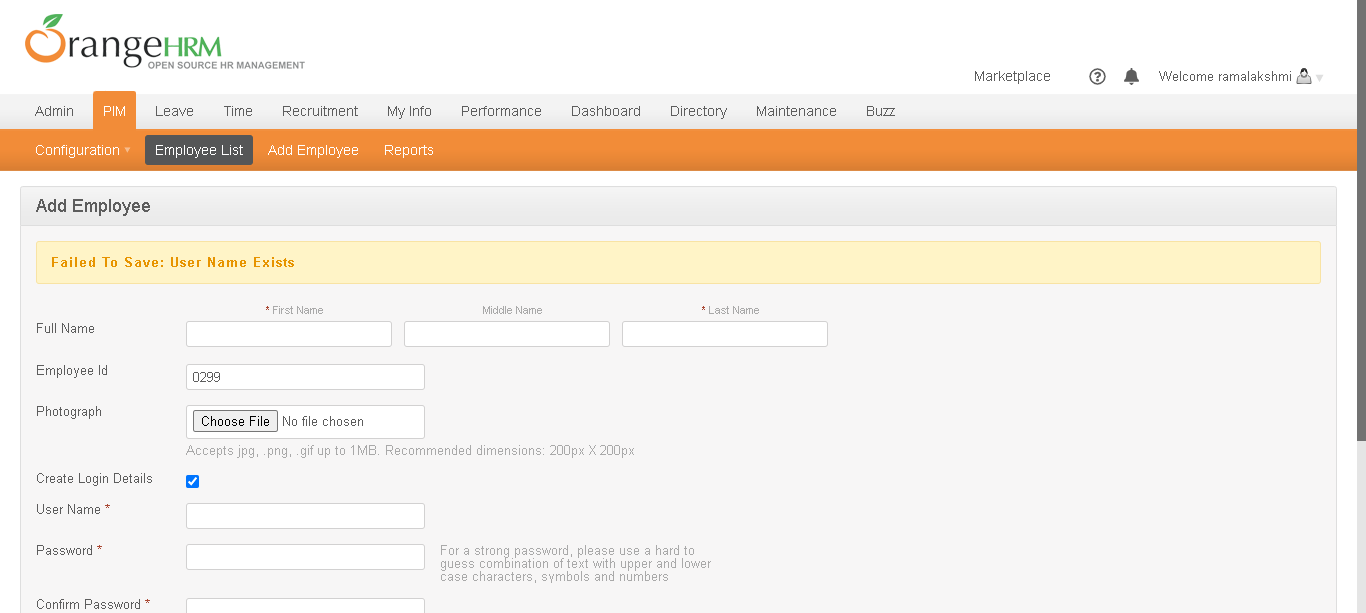 OrangeHRM
OPEN SOURCE HR MANAGEMENT
Marketplace ? Welcome ramalakshmi
Admin PIM Leave Time Recruitment My Info Performance Dashboard Directory Maintenance Buzz
Configuration Employee List Add Employee Reports
Add Employee
Failed To Save: User Name Exists
* First Name Middle Name * Last Name
Full Name
Employee Id 0299
Photograph Choose File No file chosen
Accepts jpg, .png, .gif up to 1MB. Recommended dimensions: 200px X 200px
Create Login Details
User Name *
Password * For a strong password, please use a hard to
guess combination of text with upper and lower
case characters, symbols and numbers
Confirm Password *